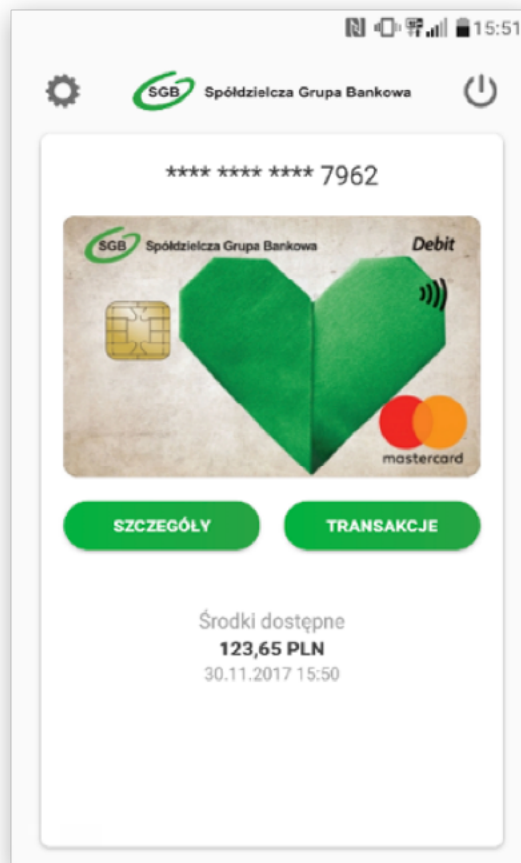 15:51
SGB Spółdzielcza Grupa Bankowa
**** **** **** 7962
SGB Spółdzielcza Grupa Bankowa Debit
mastercard
SZCZEGÓŁY TRANSAKCJE
Środki dostępne
123,65 PLN
30.11.2017 15:50